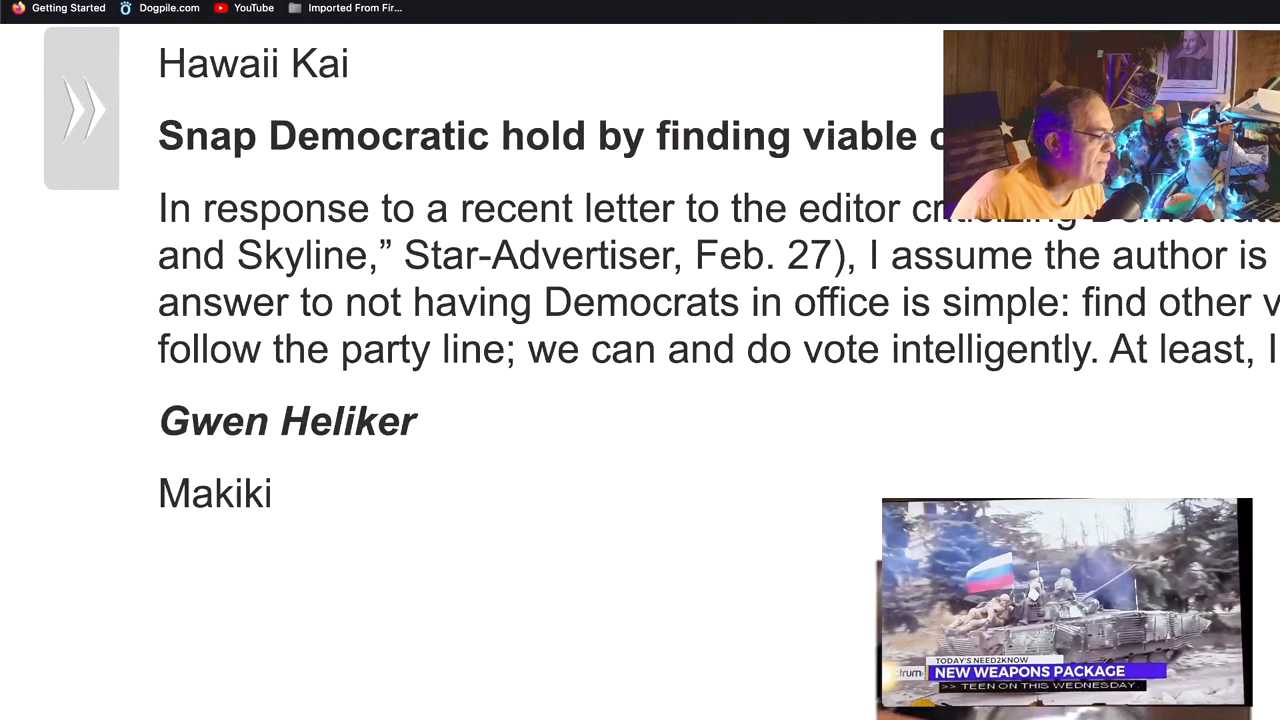 Getting Started Dogpile.com YouTube Imported From Fir...
Hawaii Kai
Snap Democratic hold by finding viable
In response to a recent letter to the editor criticizing Democrats
and Skyline,” Star-Advertiser, Feb. 27), I assume the author is
answer to not having Democrats in office is simple: find other
follow the party line; we can and do vote intelligently. At least, I
Gwen Heliker
Makiki
TODAY'S NEED2KNOW
NEW WEAPONS PACKAGE
>> TEEN ON THIS WEDNESDAY.